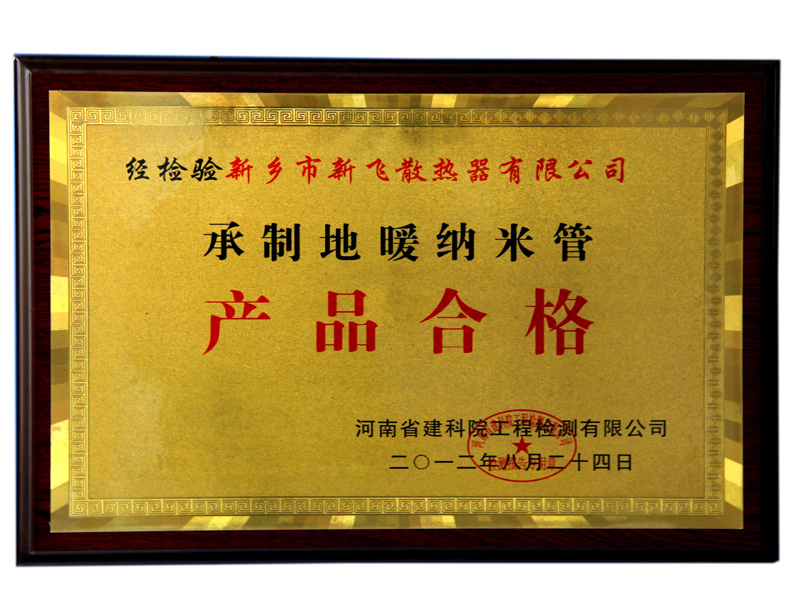 经检验新乡市新飞散热器有限公司
承制地暖纳米管
产品合格
河南省建科院工程检测有限公司
二〇一二年八月二十四日